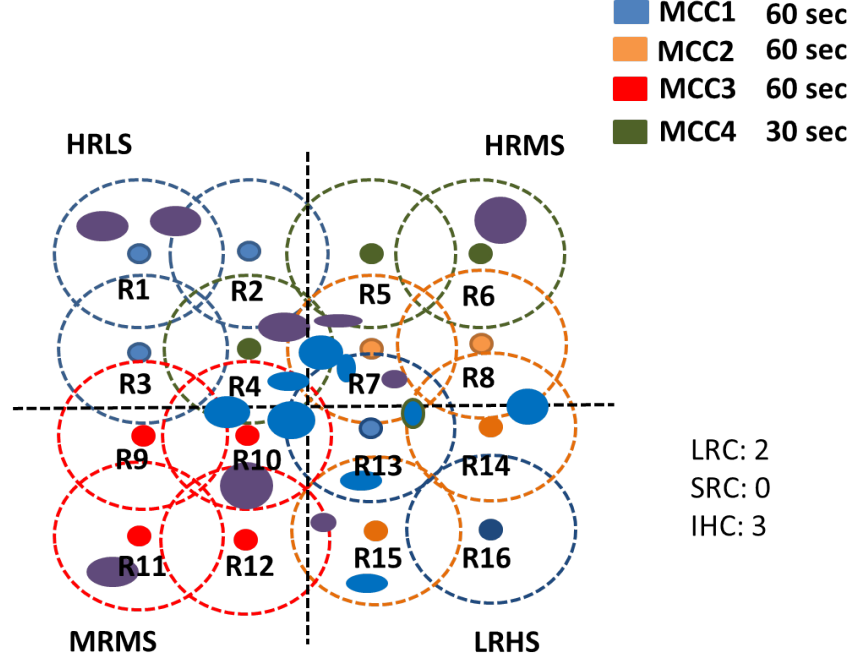 MCC1 60 sec
MCC2 60 sec
MCC3 60 sec
MCC4 30 sec
HRLS HRMS
R1 R2 R5 R6
R3 R4 R7 R8
R9 R10 R13 R14
R11 R12 R15 R16
LRC: 2
SRC: 0
IHC: 3
MRMS LRHS